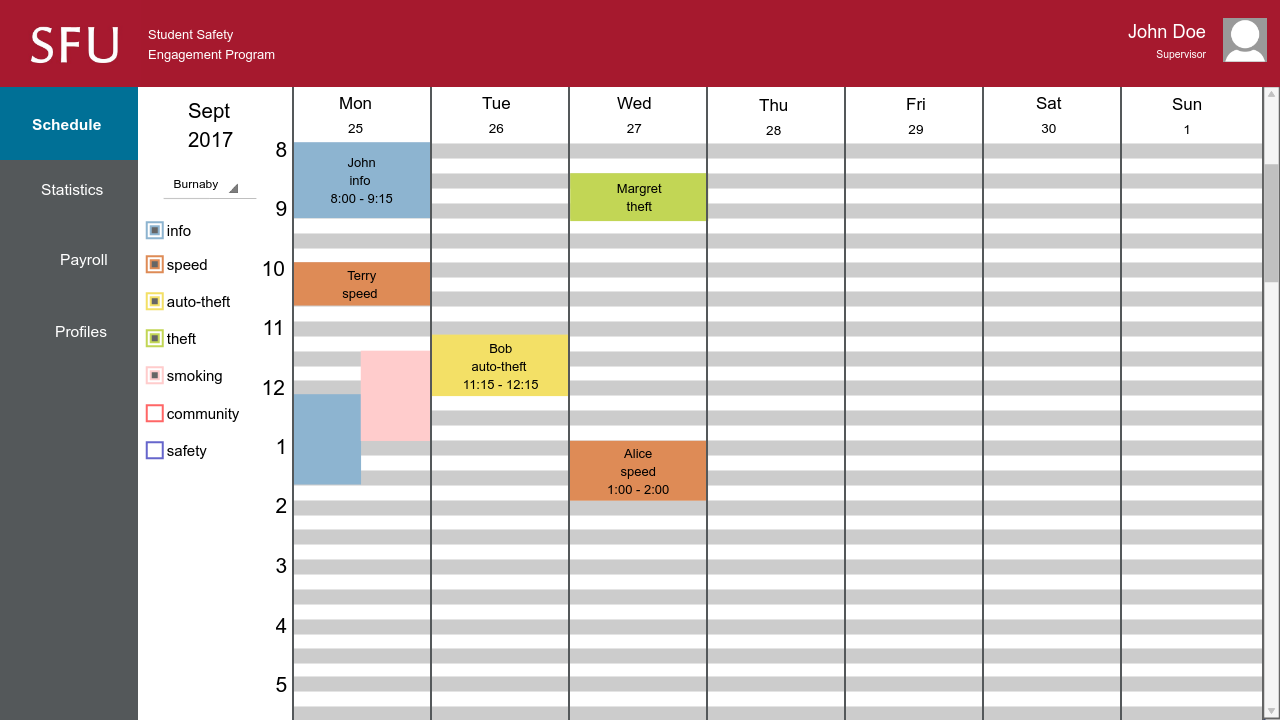 SFU
Student Safety
Engagement Program
John Doe
Supervisor
Schedule
Statistics
Payroll
Profiles
Sept
2017
Burnaby
info
speed
auto-theft
theft
smoking
community
safety
Mon
25
Tue
26
Wed
27
Thu
28
Fri
29
Sat
30
Sun
1
8
9
10
11
12
1
2
3
4
5
John
info
8:00 - 9:15
Terry
speed
Bob
auto-theft
11:15 - 12:15
Margret
theft
Alice
speed
1:00 - 2:00